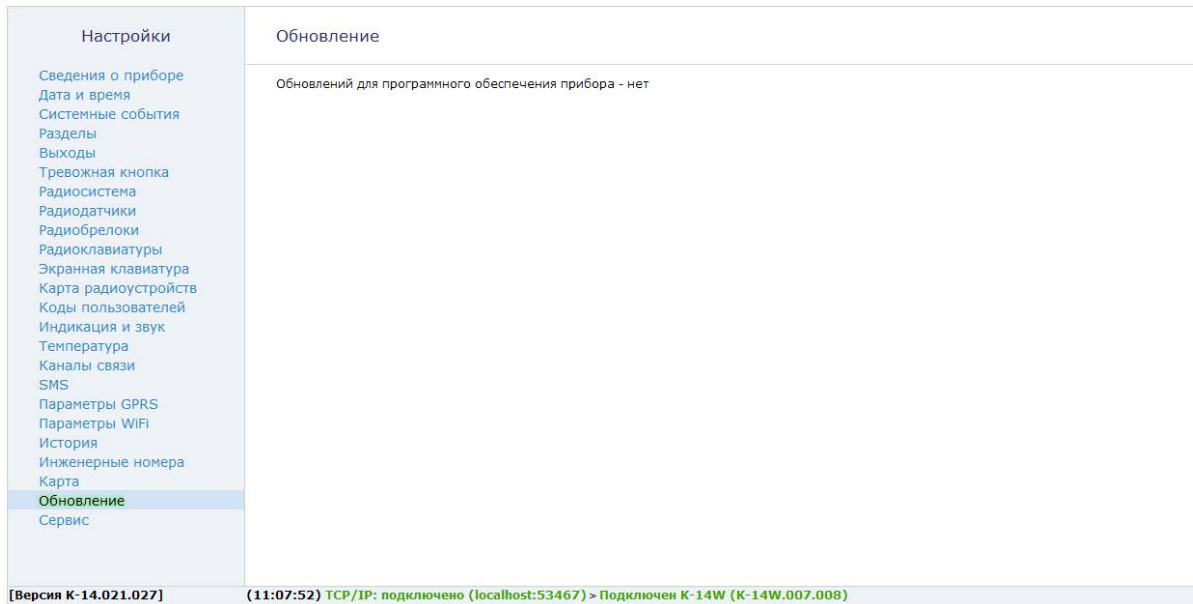 Настройки
Сведения о приборе
Дата и время
Системные события
Разделы
Выходы
Тревожная кнопка
Радиосистема
Радиодатчики
Радиобрелоки
Радиоклавиатуры
Экранная клавиатура
Карта радиоустройств
Коды пользователей
Индикация и звук
Температура
Каналы связи
SMS
Параметры GPRS
Параметры WiFi
История
Инженерные номера
Карта
Обновление
Сервис
Обновление
Обновлений для программного обеспечения прибора - нет
[Версия K-14.021.027] (11:07:52) TCP/IP: подключено (localhost:53467) > Подключен K-14W (K-14W.007.008)